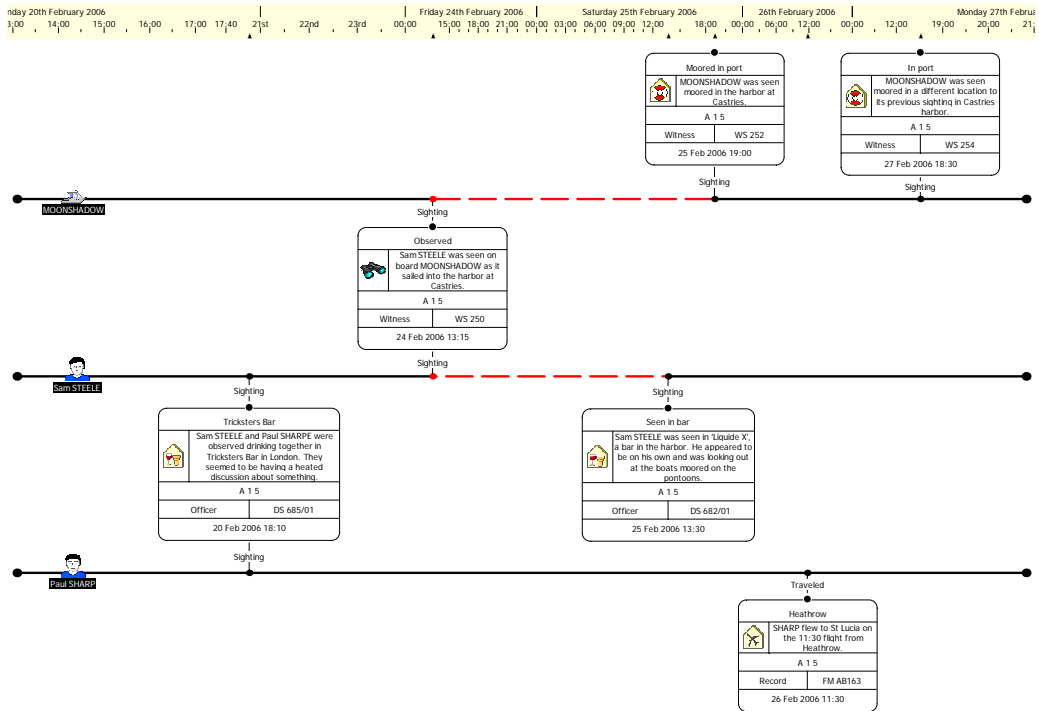 nday 20th February 2006 Friday 24th February 2006 Saturday 25th February 2006 26th February 2006 Monday 27th Februa
3:00 14:00 15:00 16:00 17:00 17:40 21st 22nd 23rd 00:00 15:00 18:00 21:00 00:00 03:00 06:00 09:00 12:00 18:00 00:00 06:00 12:00 00:00 12:00 19:00 20:00 21:
Moored in port
MOONSHADOW was seen
moored in the harbor at
Castries.
A 1 5
Witness WS 252
25 Feb 2006 19:00
Sighting
In port
MOONSHADOW was seen
moored in a different location to
its previous sighting in Castries
harbor.
A 1 5
Witness WS 254
27 Feb 2006 18:30
Sighting
MOONSHADOW
Sighting
Observed
Sam STEELE was seen on
board MOONSHADOW as it
sailed into the harbor at
Castries.
A 1 5
Witness WS 250
24 Feb 2006 13:15
Sighting
Sam STEELE
Sighting
Tricksters Bar
Sam STEELE and Paul SHARPE were
observed drinking together in
Tricksters Bar in London. They
seemed to be having a heated
discussion about something.
A 1 5
Officer DS 685/01
20 Feb 2006 18:10
Sighting
Sighting
Seen in bar
Sam STEELE was seen in 'Liquide X',
a bar in the harbor. He appeared to
be on his own and was looking out
at the boats moored on the
pontoons.
A 1 5
Officer DS 682/01
25 Feb 2006 13:30
Paul SHARP
Traveled
Heathrow
SHARP flew to St Lucia on
the 11:30 flight from
Heathrow.
A 1 5
Record FM AB163
26 Feb 2006 11:30